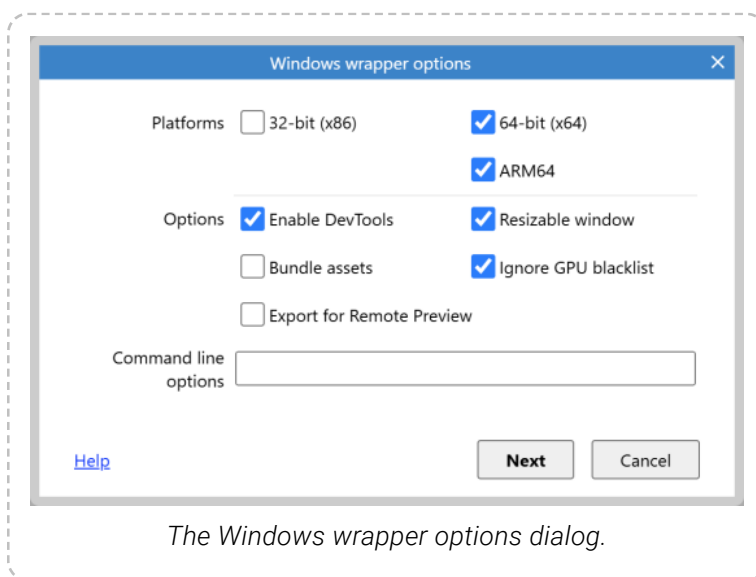 Windows wrapper options
Platforms 32-bit (x86) 64-bit (x64)
ARM64
Options Enable DevTools Resizable window
Bundle assets Ignore GPU blacklist
Export for Remote Preview
Command line
options
Help Next Cancel
The Windows wrapper options dialog.